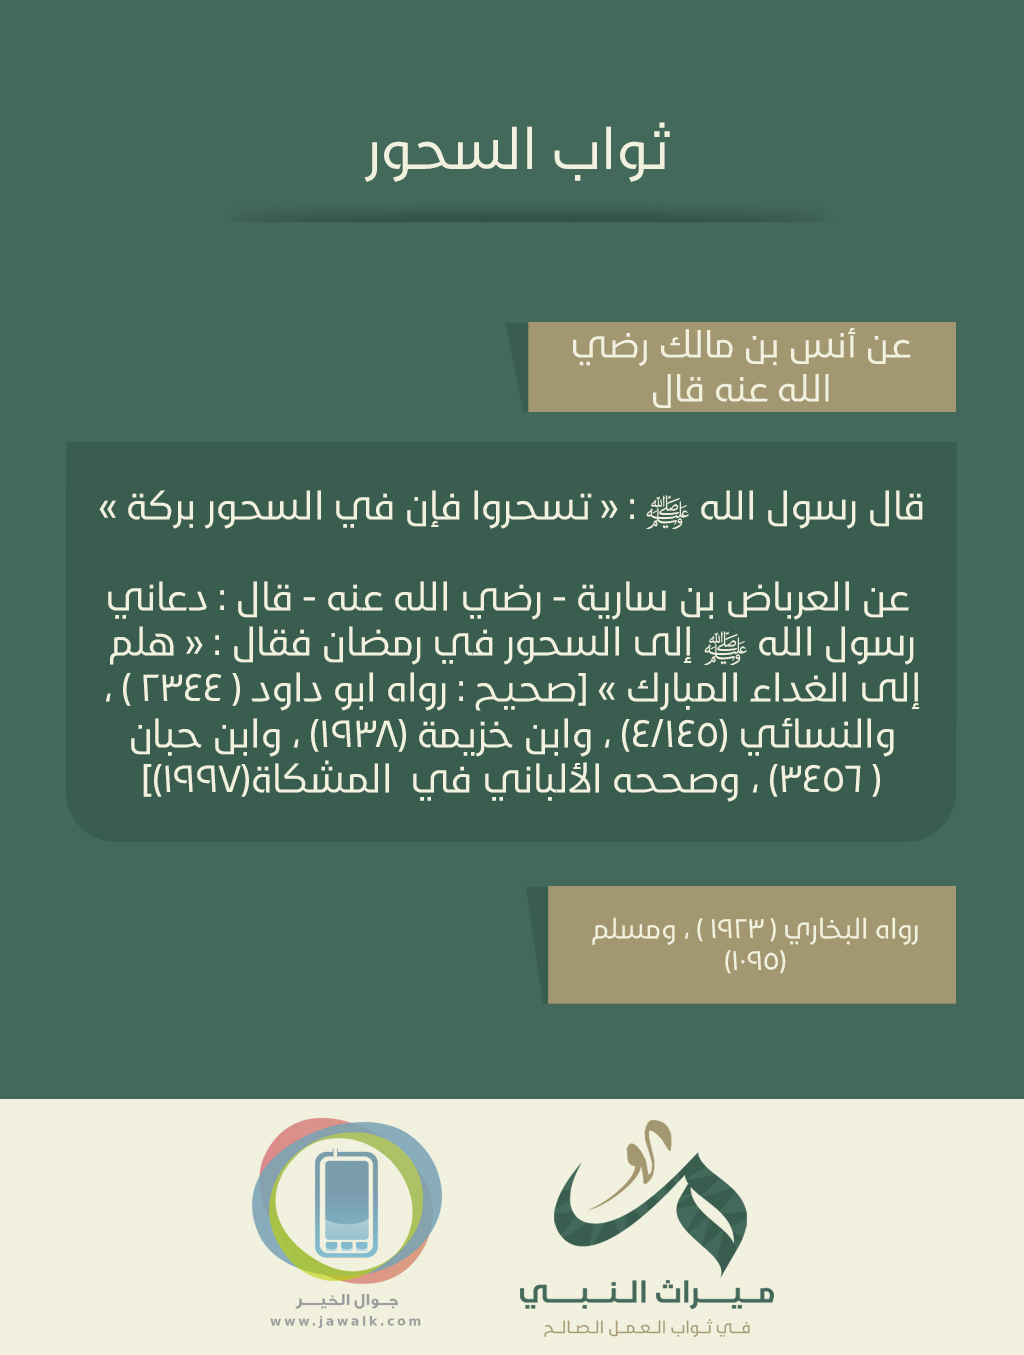 ثواب السحور
عن أنس بن مالك رضي
الله عنه قال
قال رسول الله ﷺ : « تسحروا فإن في السحور بركة »
عن العرباض بن سارية - رضي الله عنه - قال : دعاني
رسول الله ﷺ إلى السحور في رمضان فقال : « هلم
إلى الغداء المبارك » [صحيح : رواه ابو داود ( ٢٣٤٤ ) ،
والنسائي (٤/١٤٥) ، وابن خزيمة (١٩٣٨) ، وابن حبان
( ٣٤٥٦) ، وصححه الألباني في المشكاة(١٩٩٧)]
رواه البخاري ( ١٩٢٣ ) ، ومسلم
(١٠٩٥)
ميراث النبي
في ثواب العمل الصالح
جوال الخير
www.jawalk.com